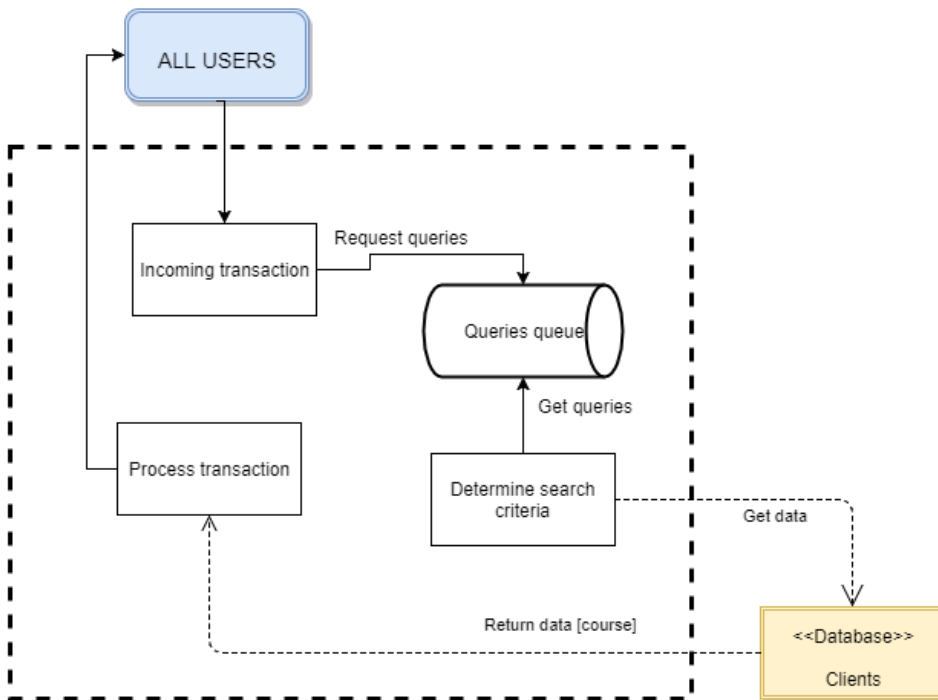 ALL USERS
Request queries
Incoming transaction
Queries queue
Get queries
Process transaction
Determine search
criteria
Get data
Return data [course]
<<Database>>
Clients